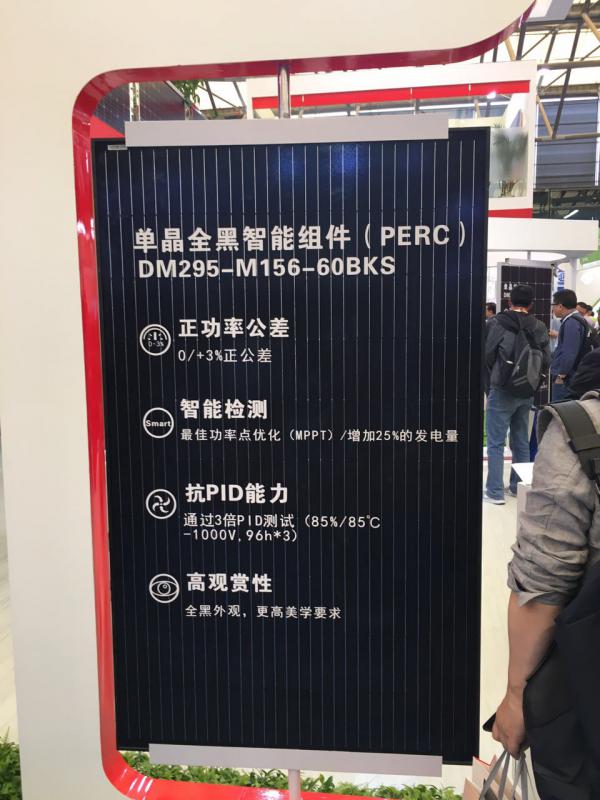 单晶全黑智能组件（PERC）
DM295-M156-60BKS
0-3%
正功率公差
0/+3%正公差
Smart
智能检测
最佳功率点优化（MPPT）/增加25%的发电量
抗PID能力
通过3倍PID测试（85%/85℃
-1000V,96h*3）
高观赏性
全黑外观，更高美学要求